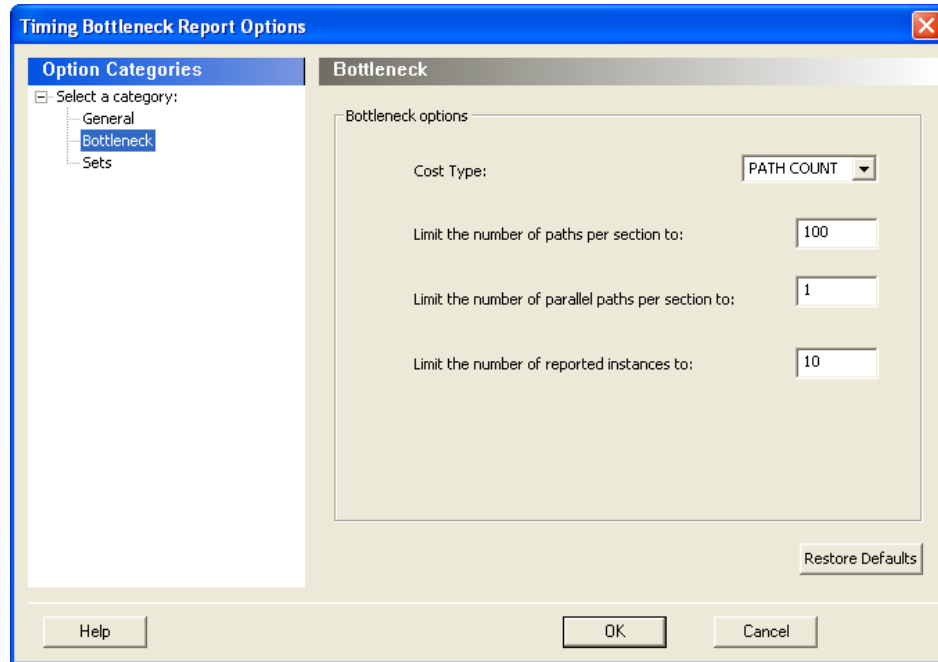 Timing Bottleneck Report Options
Option Categories
Select a category:
General
Bottleneck
Sets
Bottleneck
Bottleneck options
Cost Type:
PATH COUNT
Limit the number of paths per section to:
100
Limit the number of parallel paths per section to:
1
Limit the number of reported instances to:
10
Restore Defaults
Help
OK
Cancel